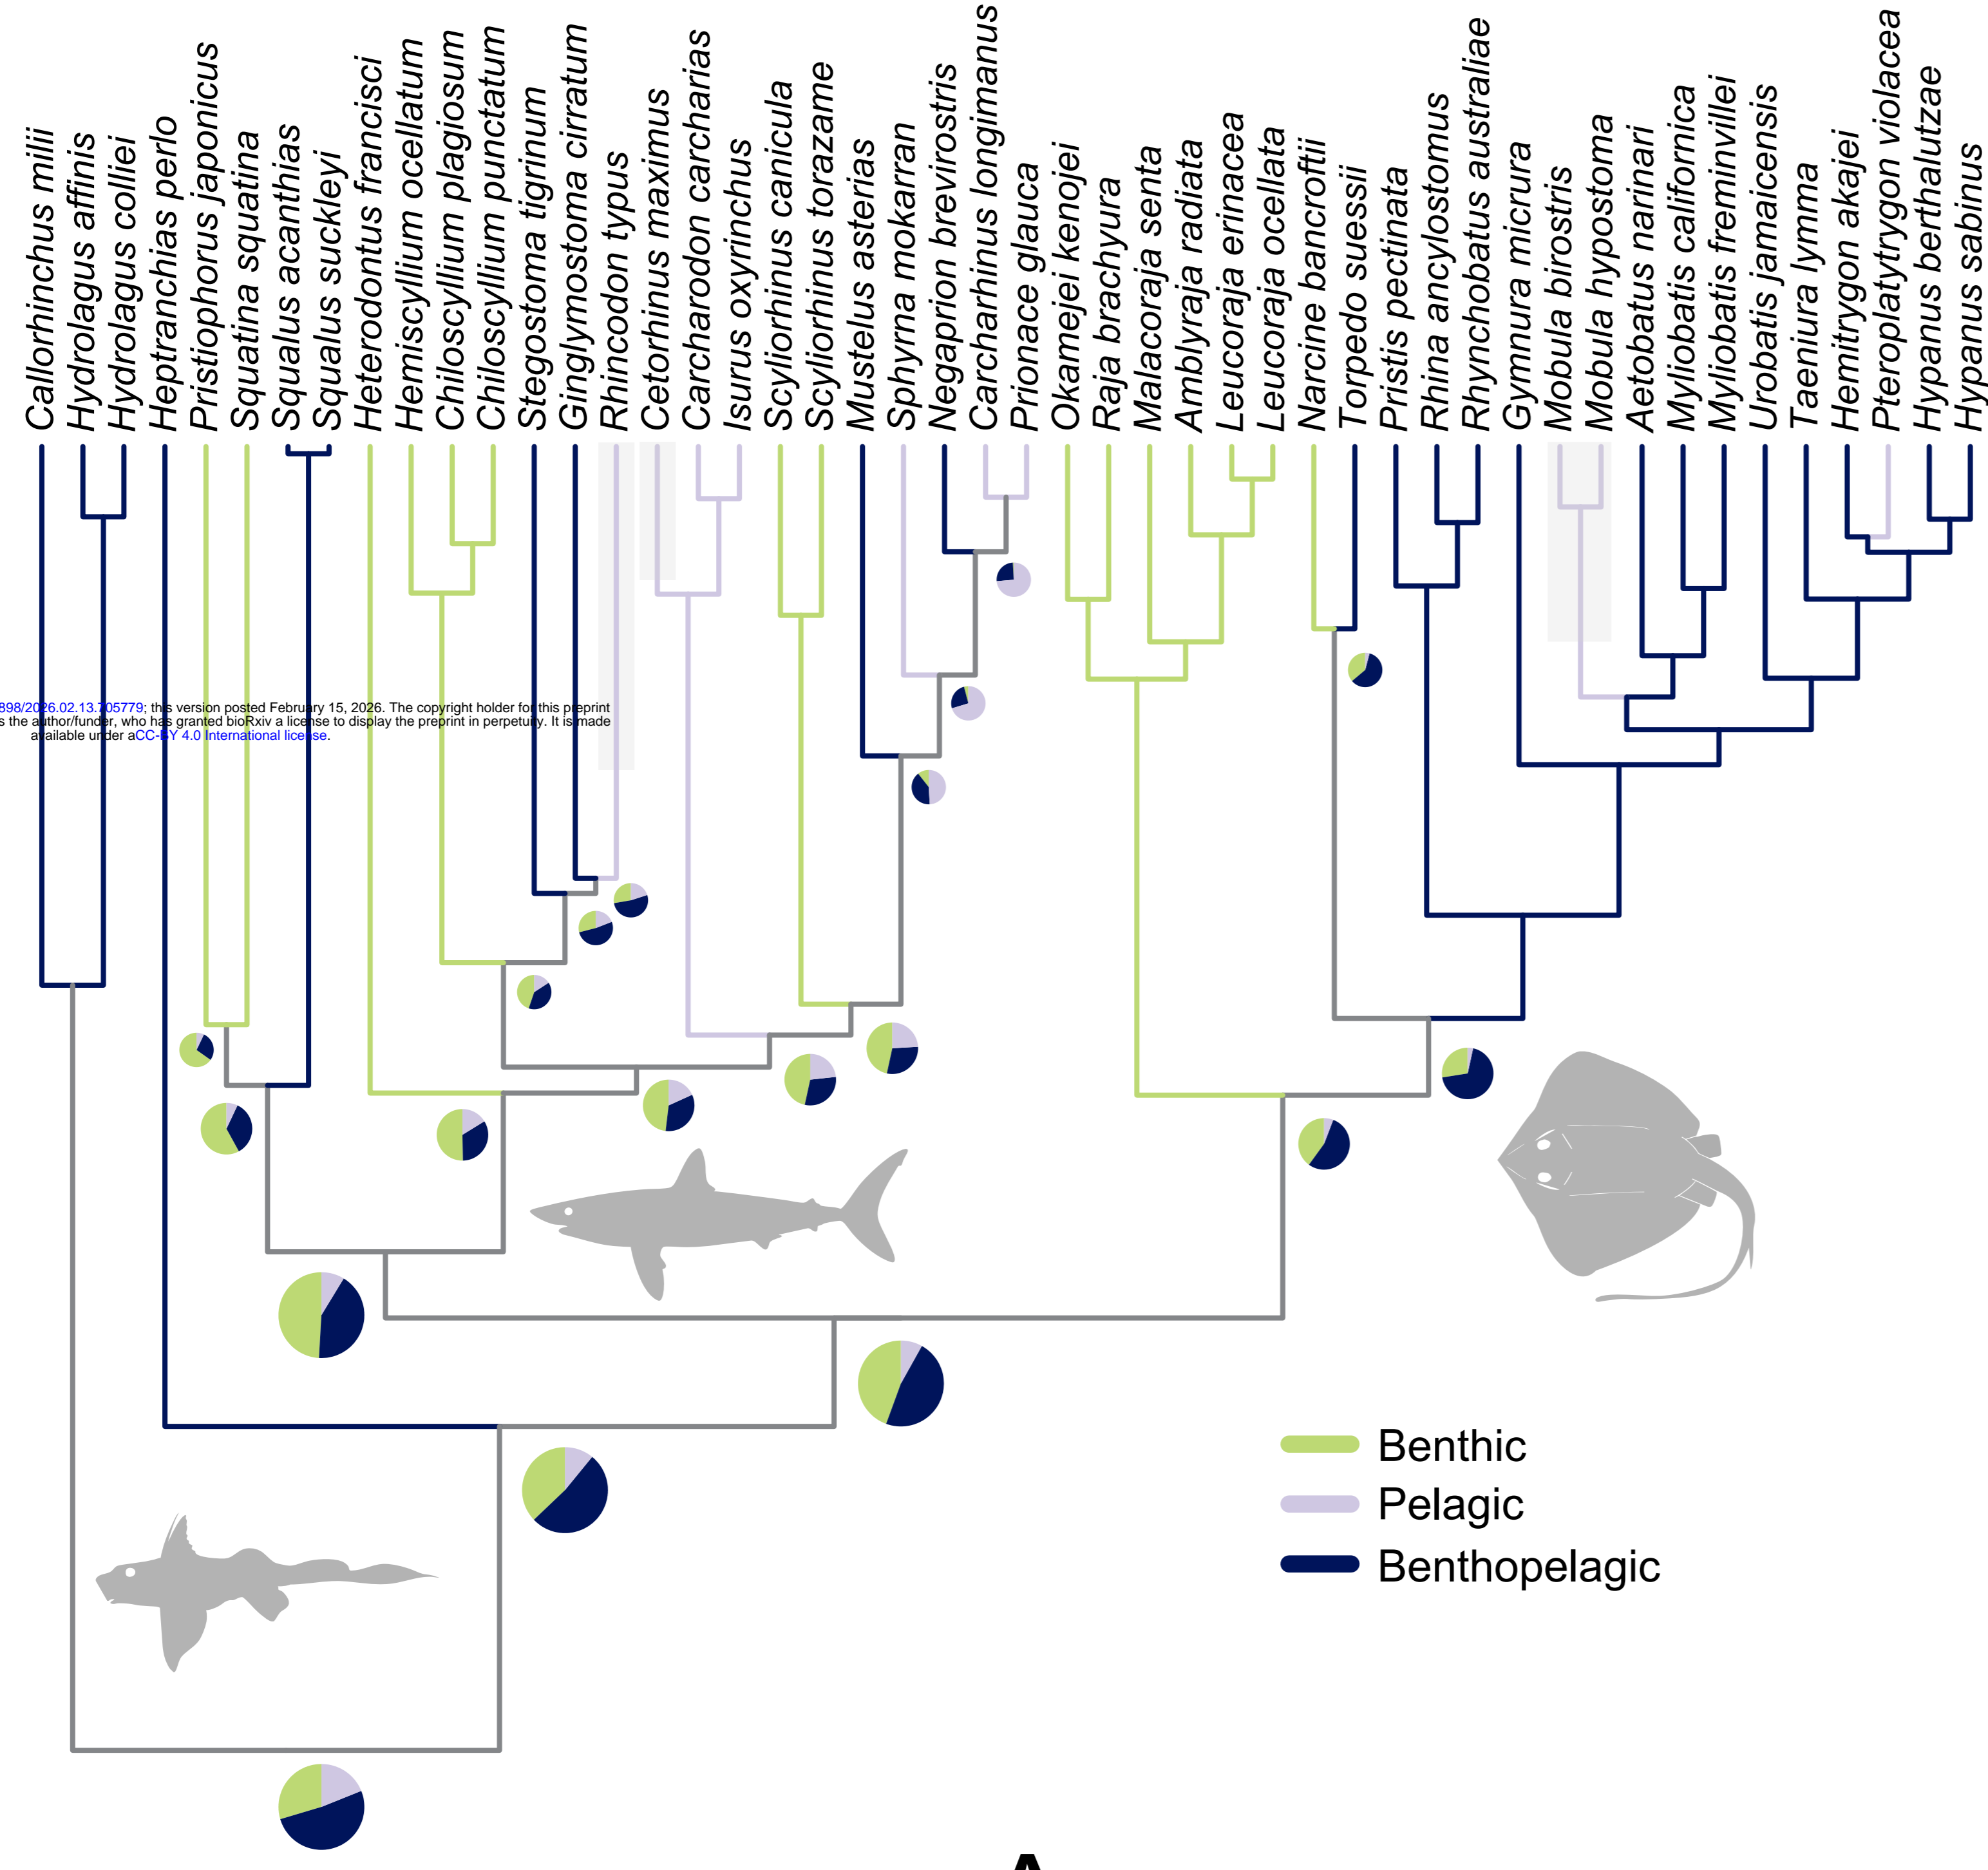 Callorhinchus milii
Hydrolagus affinis
Hydrolagus colliei
Heptranchias perlo
Pristiophorus japonicus
Squatina squatina
Squalus acanthias
Squalus suckleyi
Heterodontus francisci
Hemiscyllium ocellatum
Chiloscyllium plagiosum
Chiloscyllium punctatum
Stegostoma tigrinum
Ginglymostoma cirratum
Rhincodon typus
Cetorhinus maximus
Carcharodon carcharias
Isurus oxyrinchus
Scyliorhinus canicula
Scyliorhinus torazame
Mustelus asterias
Sphyrna mokarran
Negaprion brevirostris
Carcharhinus longimanus
Prionace glauca
Okamejei kenojei
Raja brachyura
Malacoraja senta
Amblyraja radiata
Leucoraja erinacea
Leucoraja ocellata
Narcine bancroftii
Torpedo suessii
Pristis pectinata
Rhina ancylostomus
Rhynchobatus australiae
Gymnura micrura
Mobula birostris
Mobula hypostoma
Aetobatus narinari
Myliobatis californica
Myliobatis freminvillei
Urobatis jamaicensis
Taeniura lymma
Hemitrygon akajei
Pteroplatytrygon violacea
Hypanus berthalutzae
Hypanus sabinus
898/2026.02.13.705779; this version posted February 15, 2026. The copyright holder for this preprint
s the author/funder, who has granted bioRxiv a license to display the preprint in perpetuity. It is made
available under aCC-BY 4.0 International license.
Benthic
Pelagic
Benthopelagic